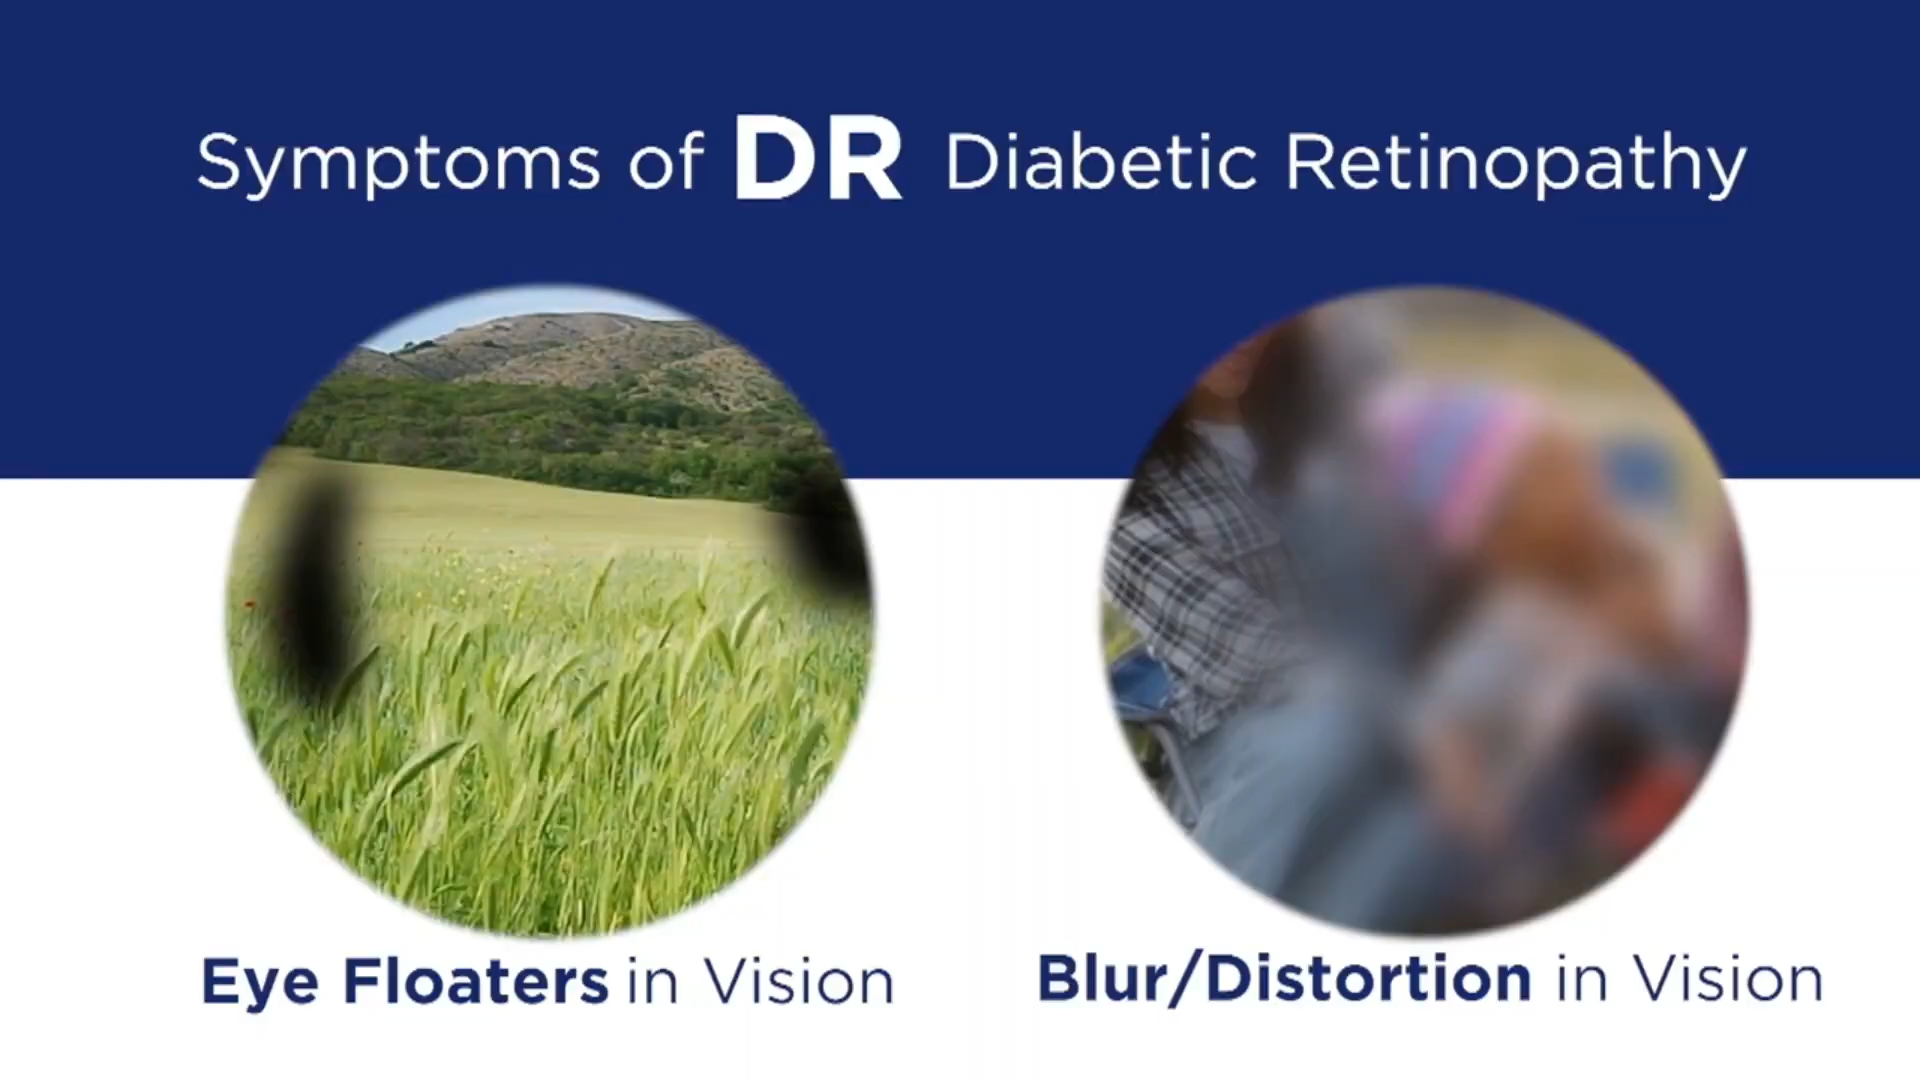 Symptoms of DR Diabetic Retinopathy
Eye Floaters in Vision
Blur/Distortion in Vision